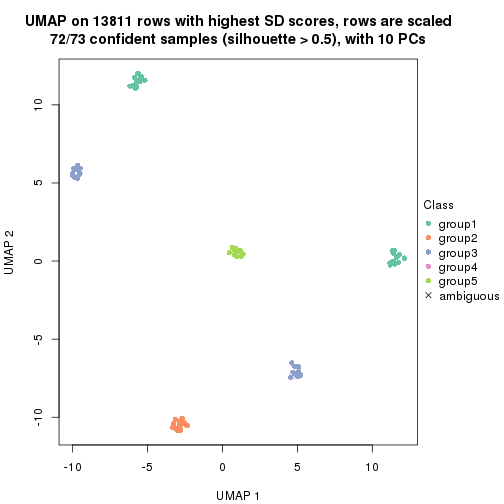 UMAP on 13811 rows with highest SD scores, rows are scaled
72/73 confident samples (silhouette > 0.5), with 10 PCs
10
5
0
-5
-10
UMAP 2
-10
-5
0
5
10
UMAP 1
Class
group1
group2
group3
group4
group5
ambiguous